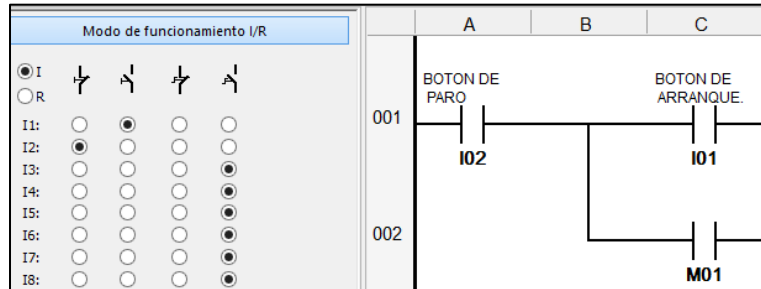 Modo de funcionamiento I/R
I
R
I1:
I2:
I3:
I4:
I5:
I6:
I7:
I8:
A B C
BOTON DE
PARO
BOTON DE
ARRANQUE.
001
I02
I01
002
M01